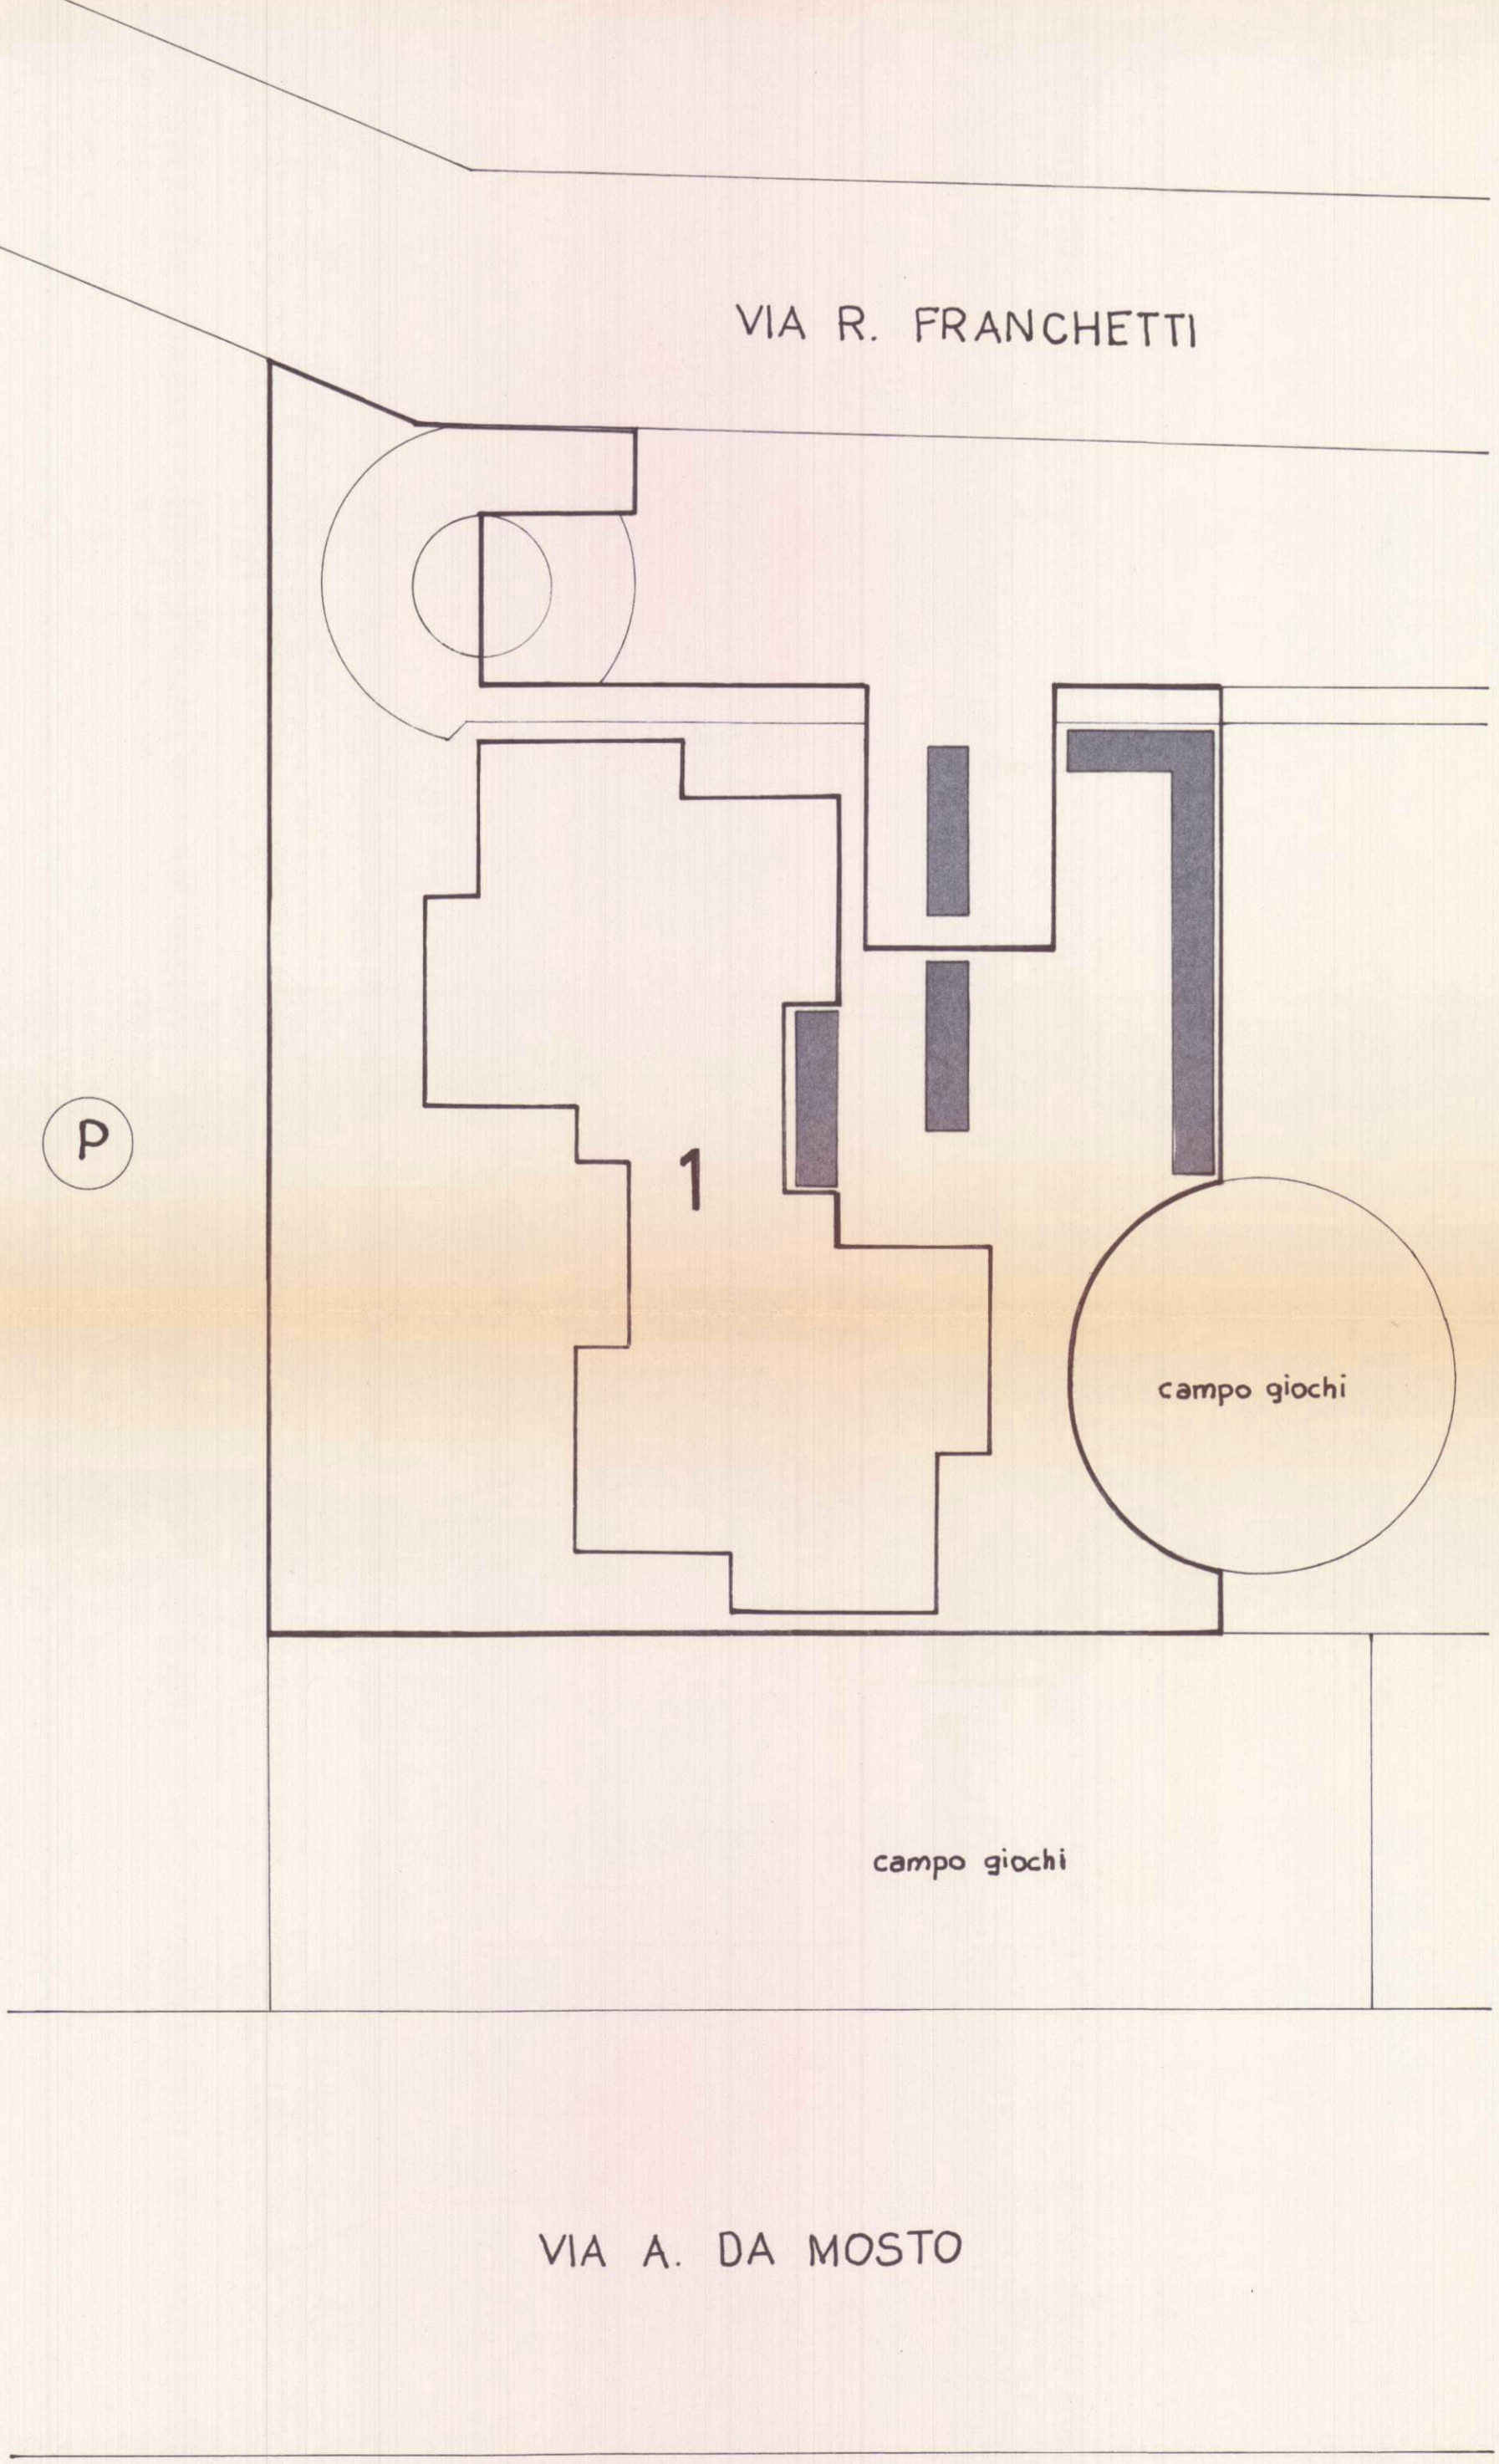 VIA R. FRANCHETTI
P
1
campo giochi
campo giochi
VIA A. DA MOSTO